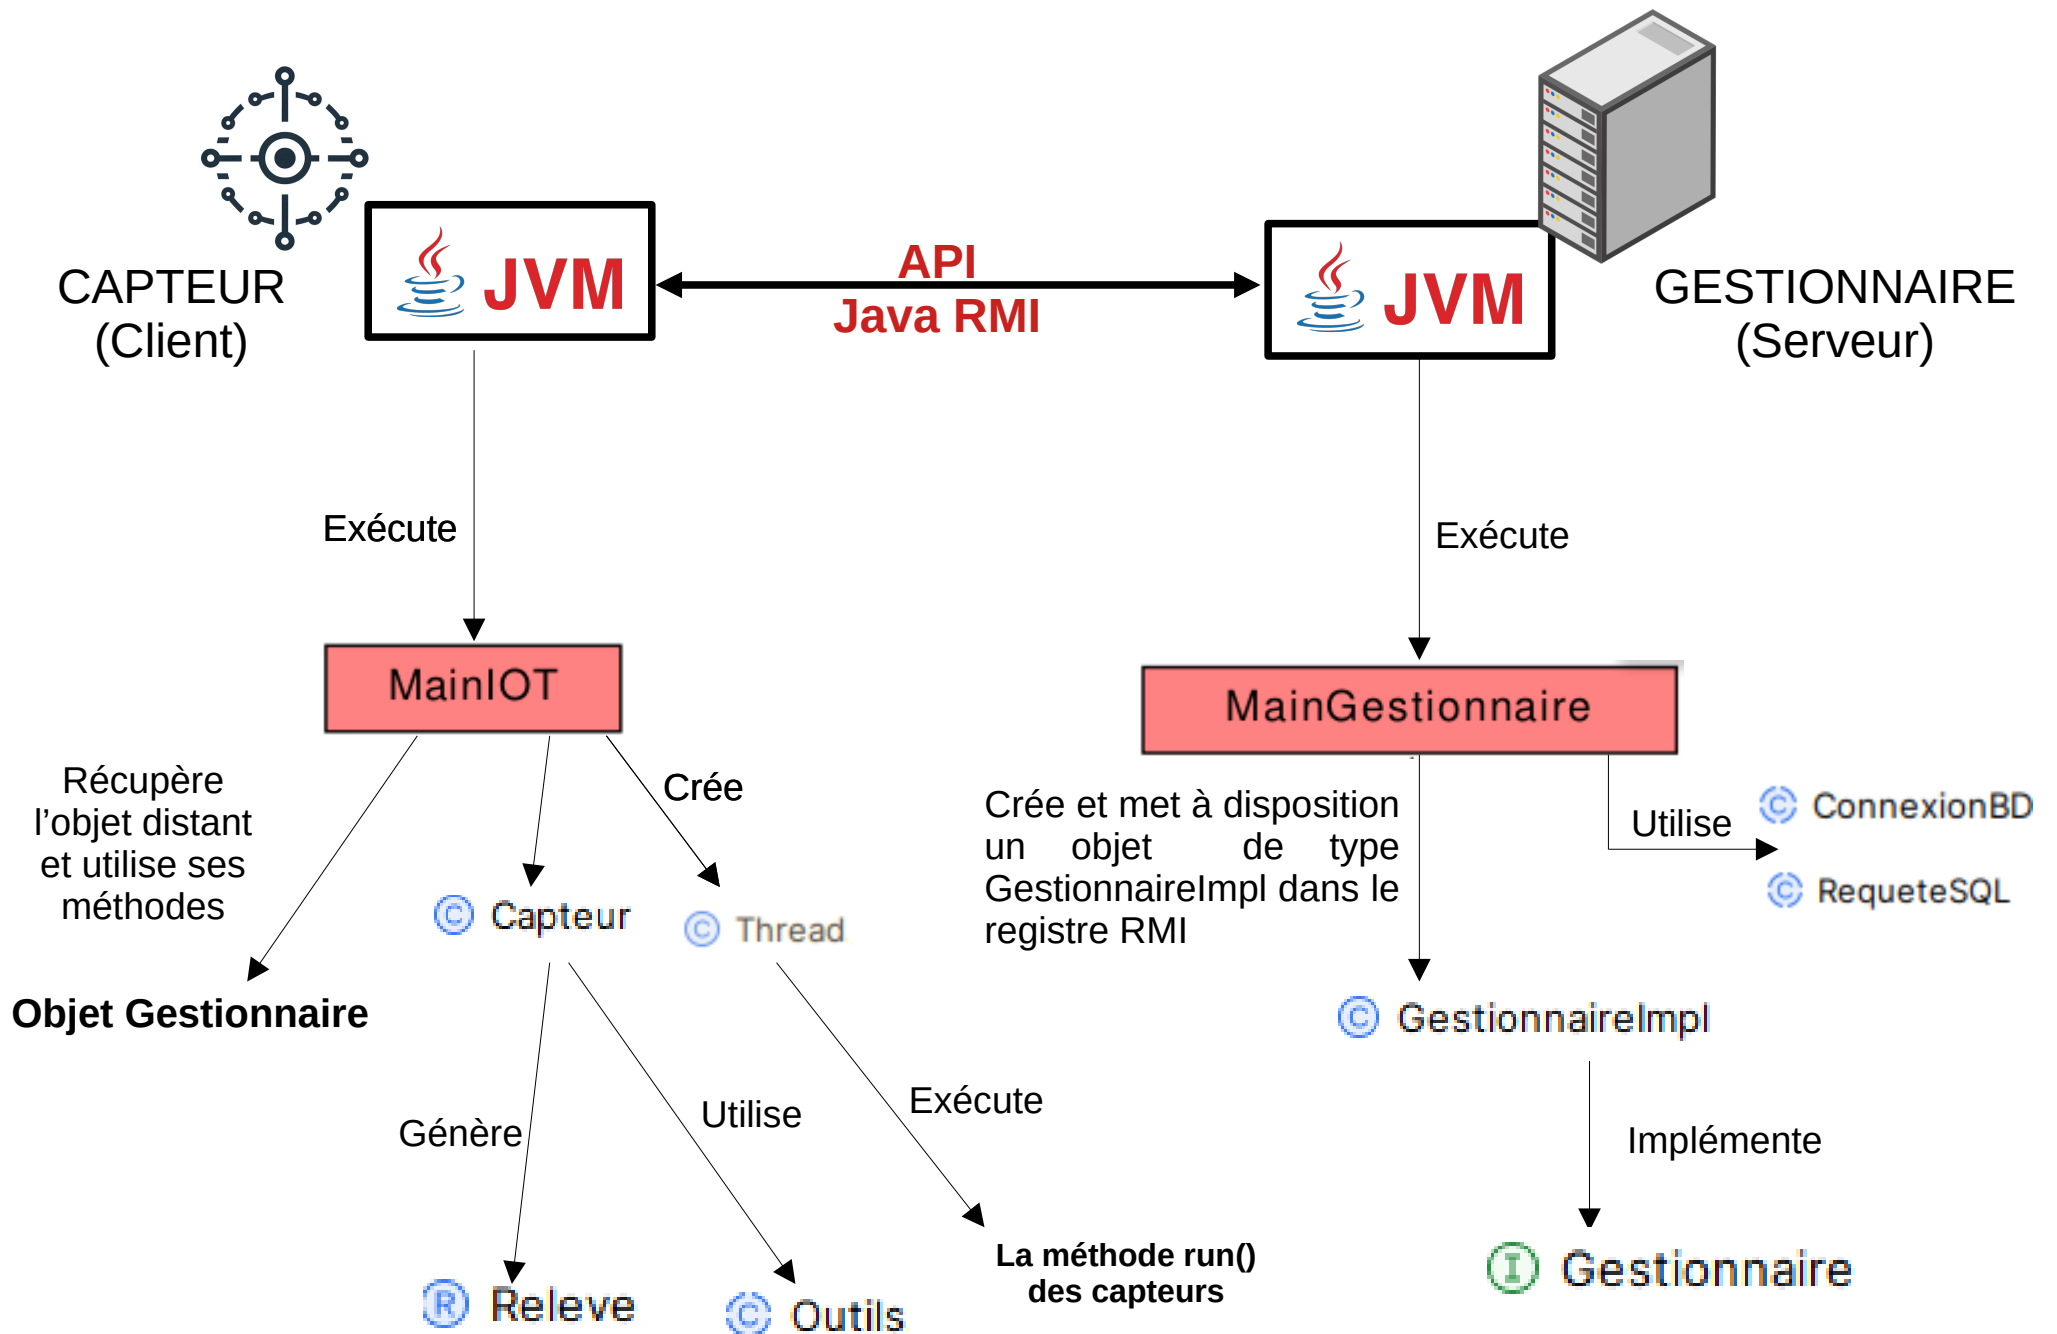 CAPTEUR
(Client)
JVM
API
Java RMI
JVM
GESTIONNAIRE
(Serveur)
Exécute
Exécute
MainIOT
MainGestionnaire
Récupère
l’objet distant
et utilise ses
méthodes
Crée
Crée et met à disposition
un objet de type
GestionnaireImpl dans le
registre RMI
Utilise
C ConnexionBD
C RequeteSQL
C Capteur
C Thread
Objet Gestionnaire
C GestionnaireImpl
Génère
Utilise
Exécute
Implémente
La méthode run()
des capteurs
R Releve
C Outils
I Gestionnaire